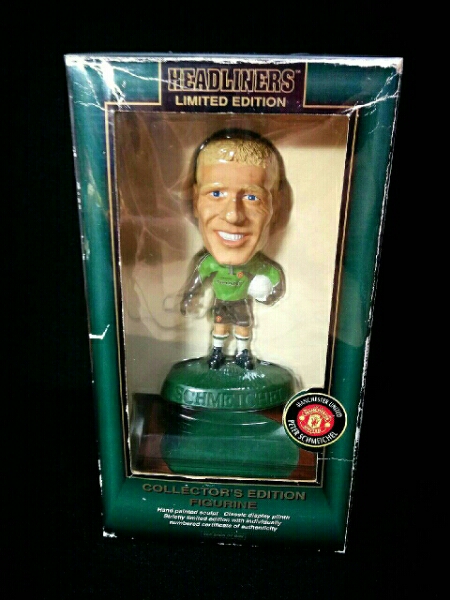 HEADLINERS™
LIMITED EDITION
SCHMEICHEL
MANCHESTER UNITED
PETER SCHMEICHEL
COLLECTOR'S EDITION
FIGURINE
Hand painted sculpt Classic display plinth
Strictly limited edition with individually
numbered certificate of authenticity